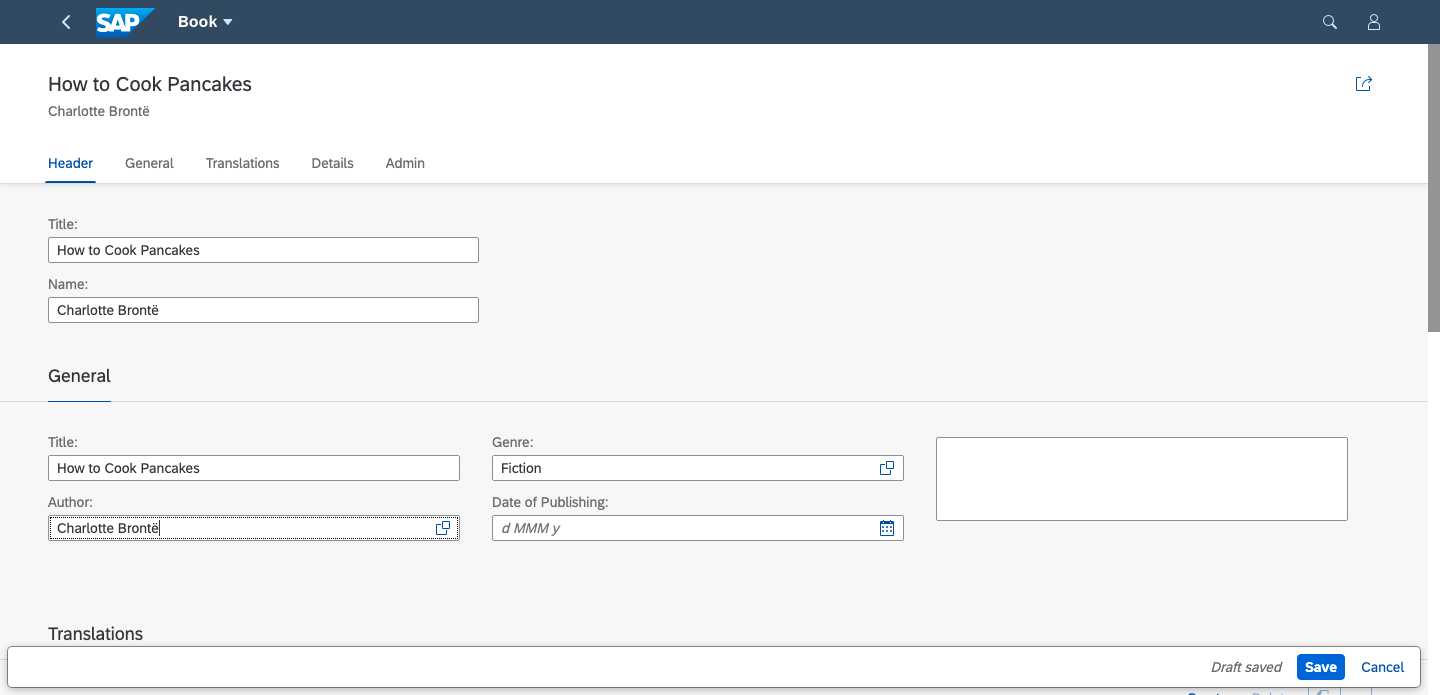 SAP Book
How to Cook Pancakes
Charlotte Brontë
Header General Translations Details Admin
Title:
How to Cook Pancakes
Name:
Charlotte Brontë
General
Title:
How to Cook Pancakes
Author:
Charlotte Brontë
Genre:
Fiction
Date of Publishing:
d MMM y
Translations
Draft saved Save Cancel